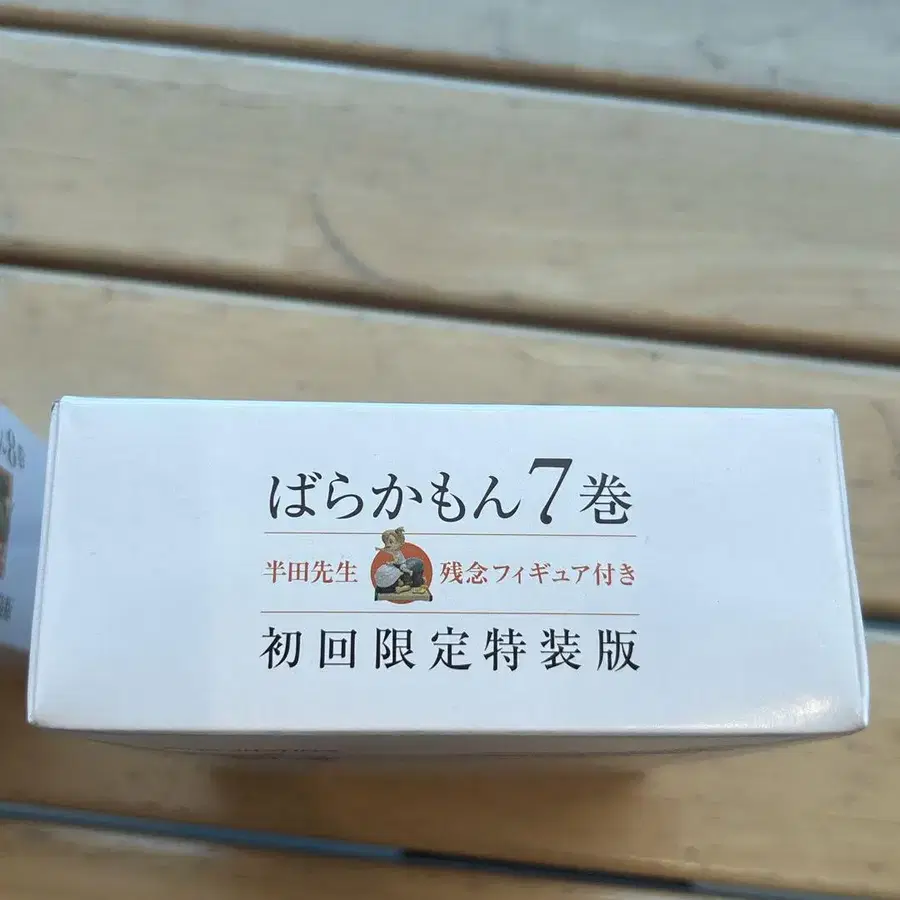 ばらかもん7巻
半田先生 残念フィギュア付き
初回限定特装版